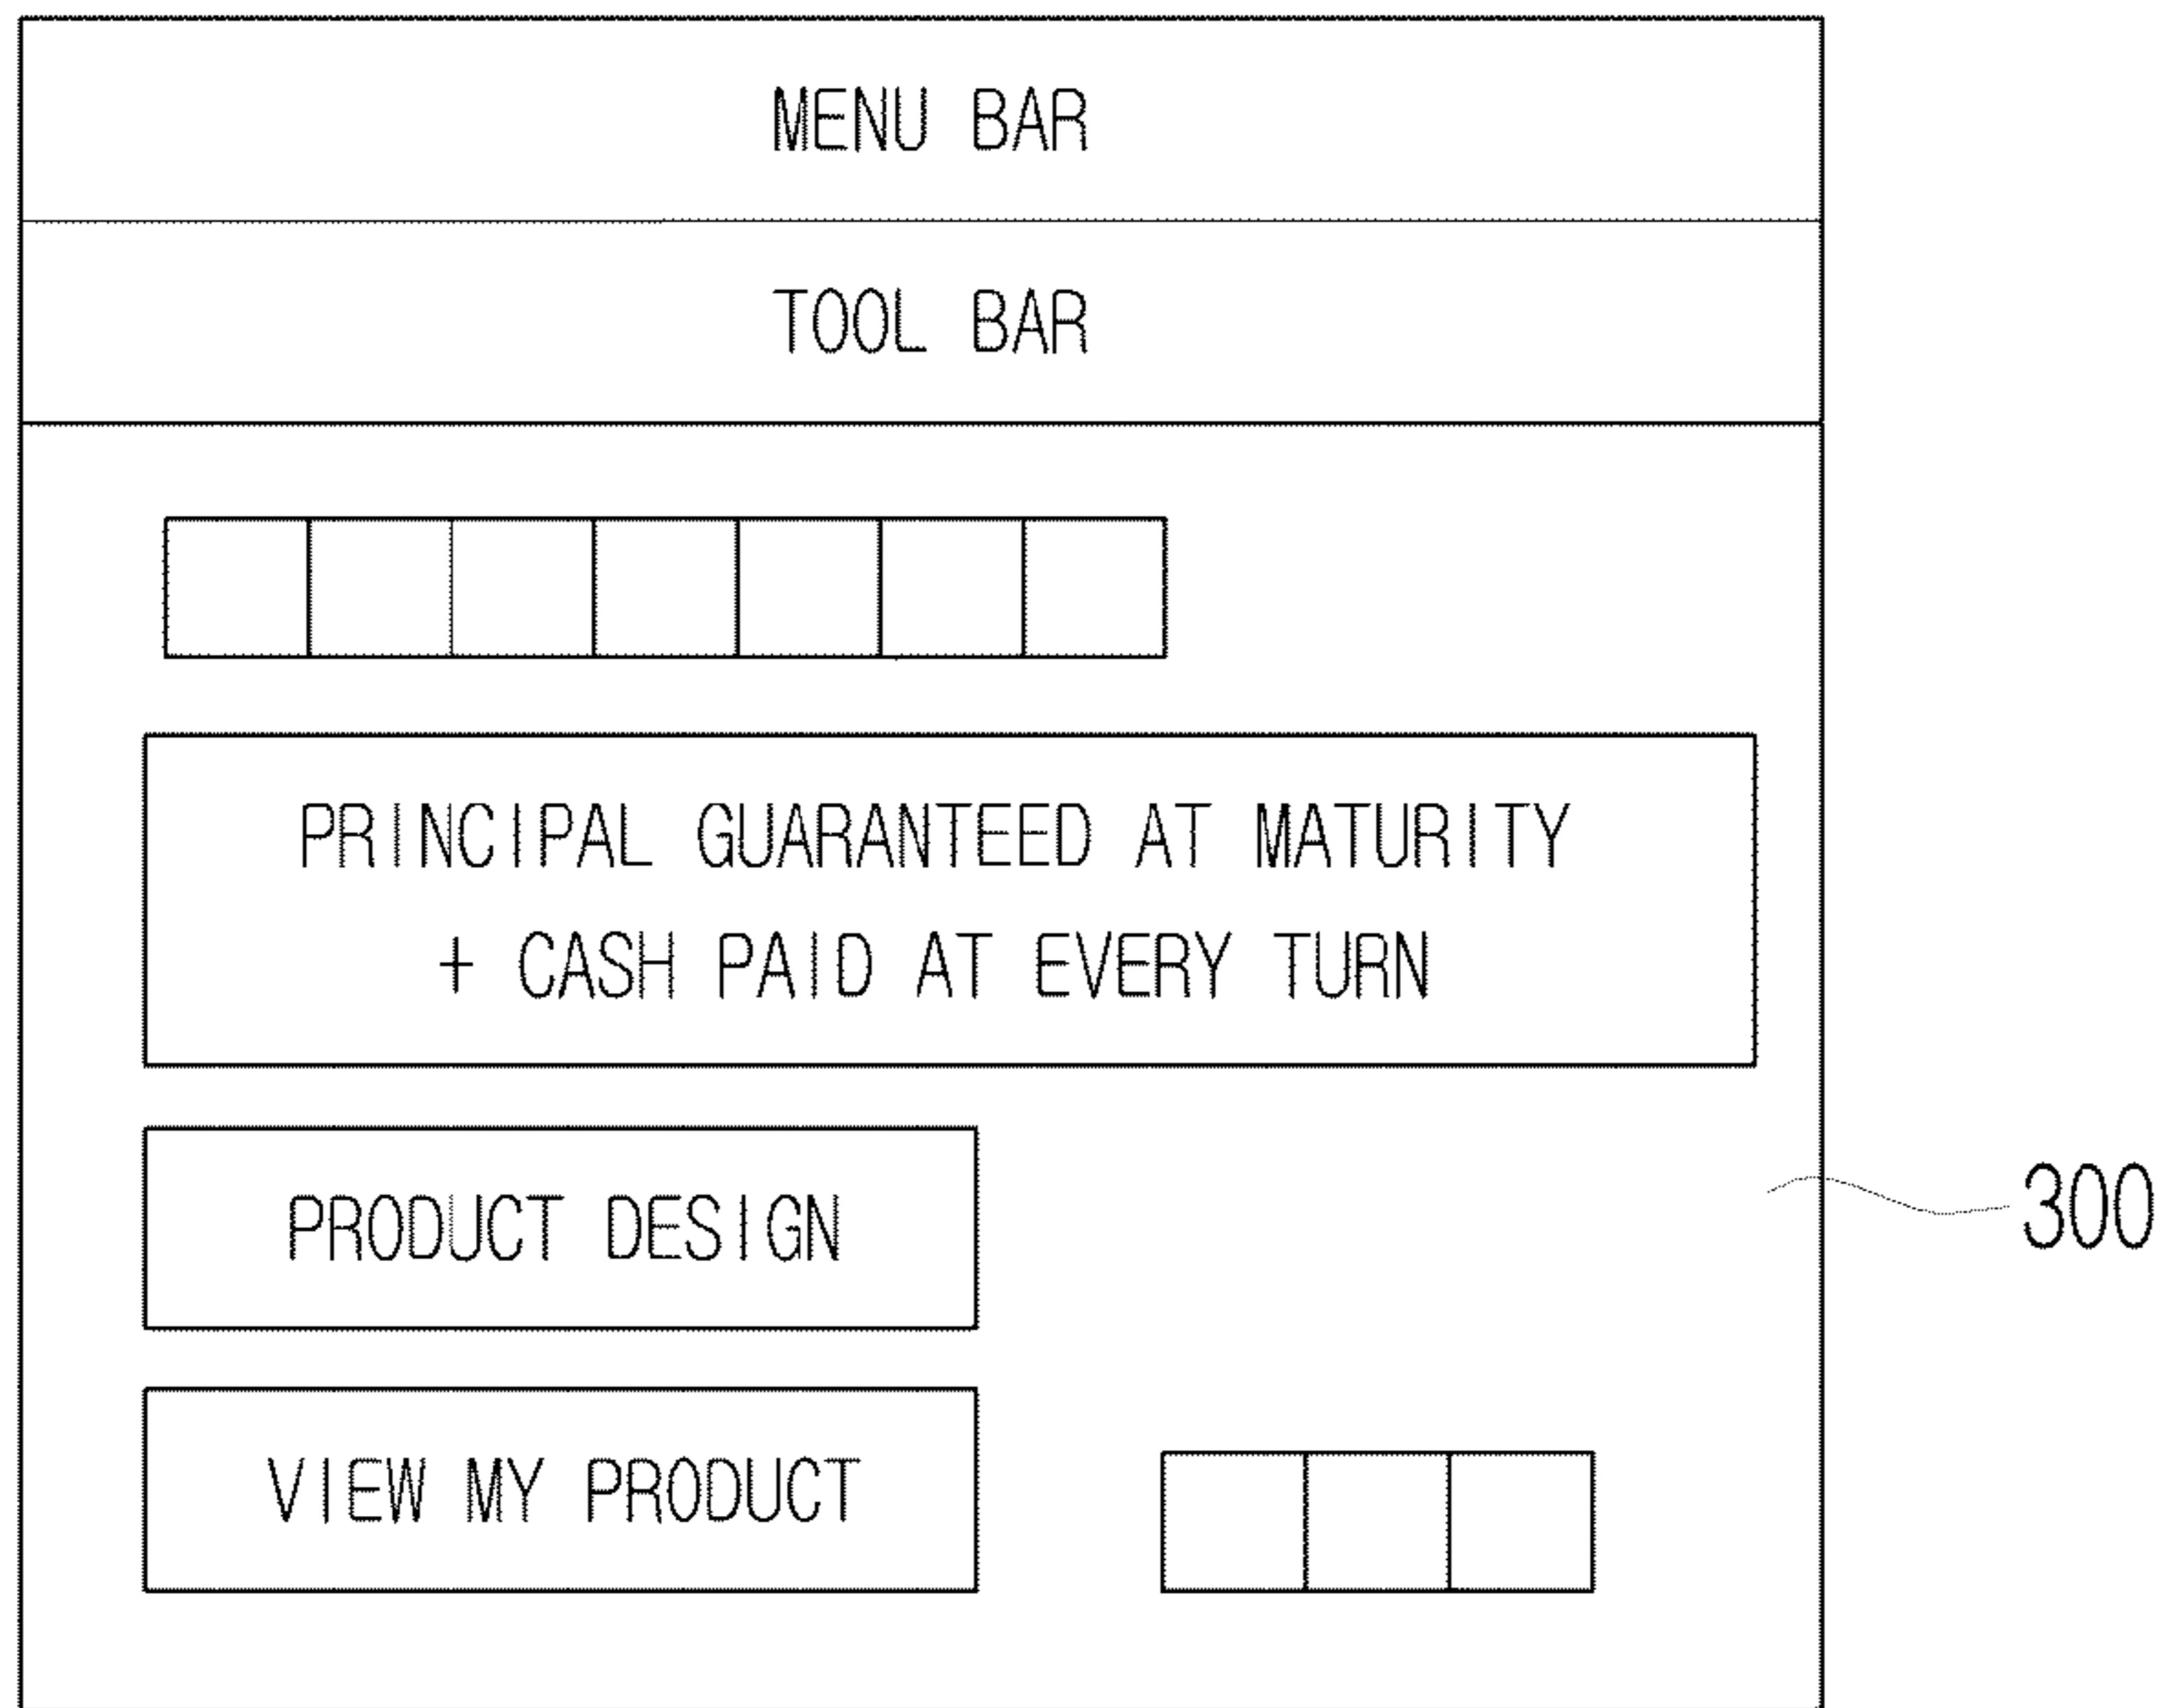 MENU BAR
TOOL BAR
PRINCIPAL GUARANTEED AT MATURITY
+ CASH PAID AT EVERY TURN
PRODUCT DESIGN
300
VIEW MY PRODUCT